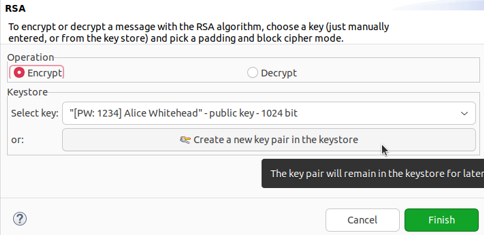 RSA
To encrypt or decrypt a message with the RSA algorithm, choose a key (just manually
entered, or from the key store) and pick a padding and block cipher mode.
Operation
Encrypt Decrypt
Keystore
Select key: "[PW: 1234] Alice Whitehead" - public key - 1024 bit
or: Create a new key pair in the keystore
The key pair will remain in the keystore for later
? Cancel Finish